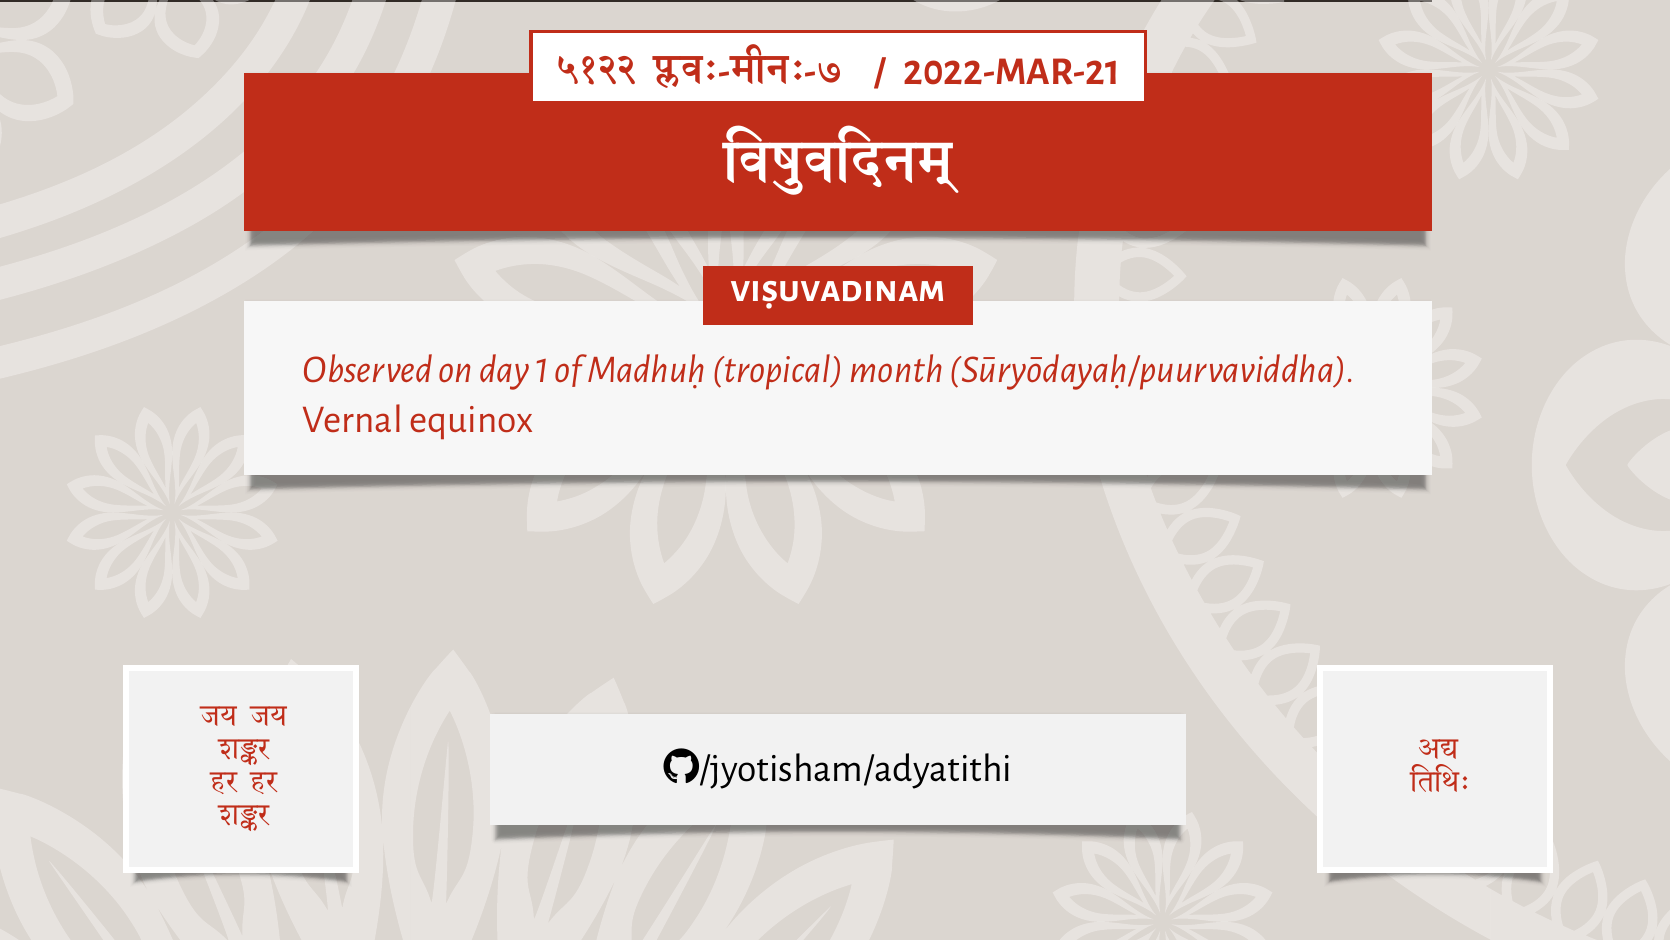 ५१२२ प्लवः-मीनः-७ / 2022-MAR-21
विषुवदिनम्
VIṢUVADINAM
Observed on day 1 of Madhuḥ (tropical) month (Sūryōdayaḥ/puurvaviddha).
Vernal equinox
जय जय
शङ्कर
हर हर
शङ्कर
/jyotisham/adyatithi
अद्य
तिथिः